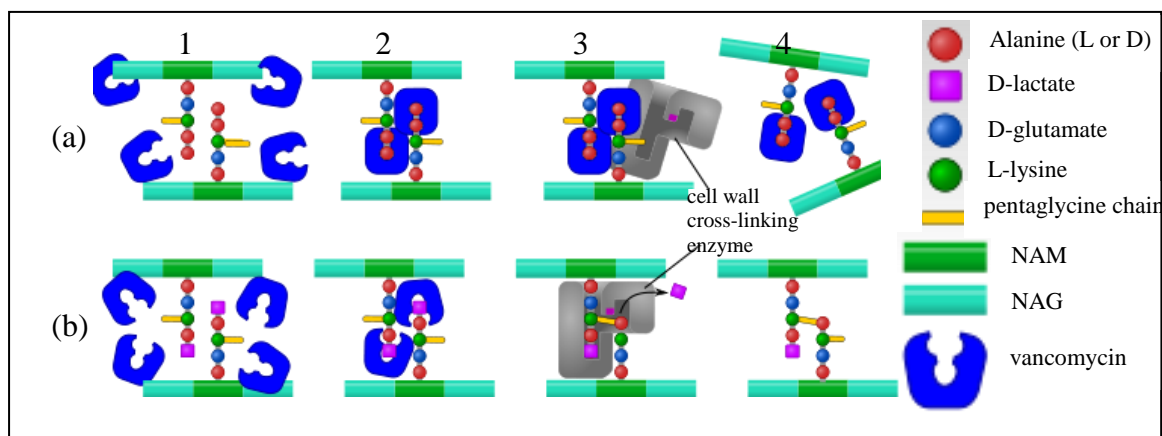 1 2 3 4
(a)
(b)
cell wall
cross-linking
enzyme
Alanine (L or D)
D-lactate
D-glutamate
L-lysine
pentaglycine chain
NAM
NAG
vancomycin